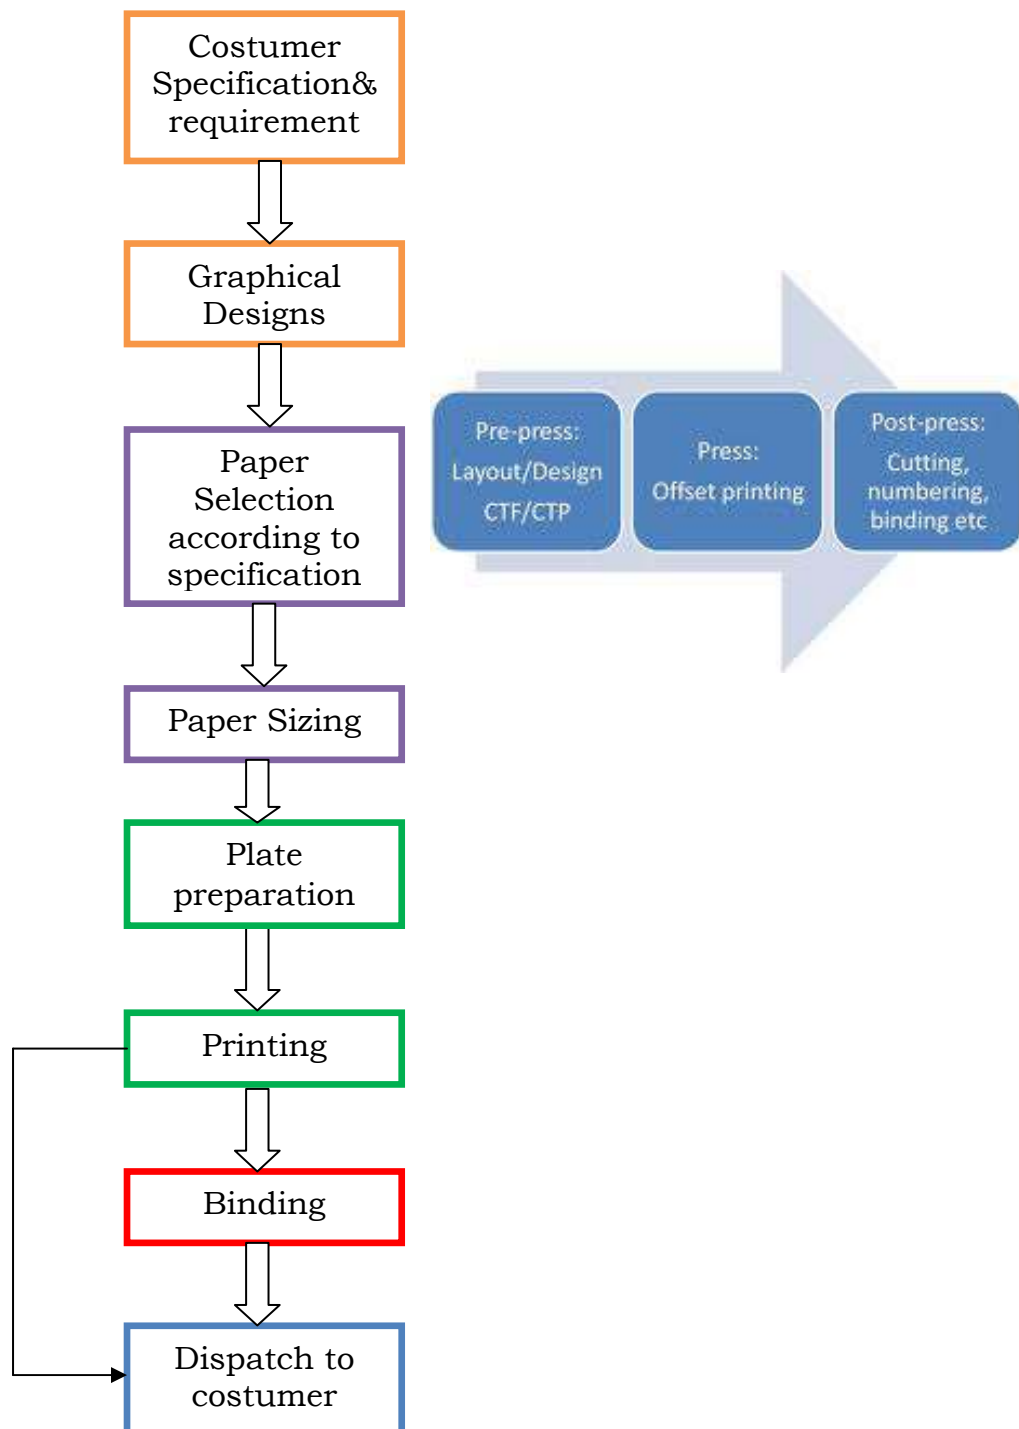 Costumer
Specification&
requirement
Graphical
Designs
Paper
Selection
according to
specification
Paper Sizing
Plate
preparation
Printing
Binding
Dispatch to
costumer
Pre-press:
Layout/Design
CTF/CTP
Press:
Offset printing
Post-press:
Cutting,
numbering,
binding etc